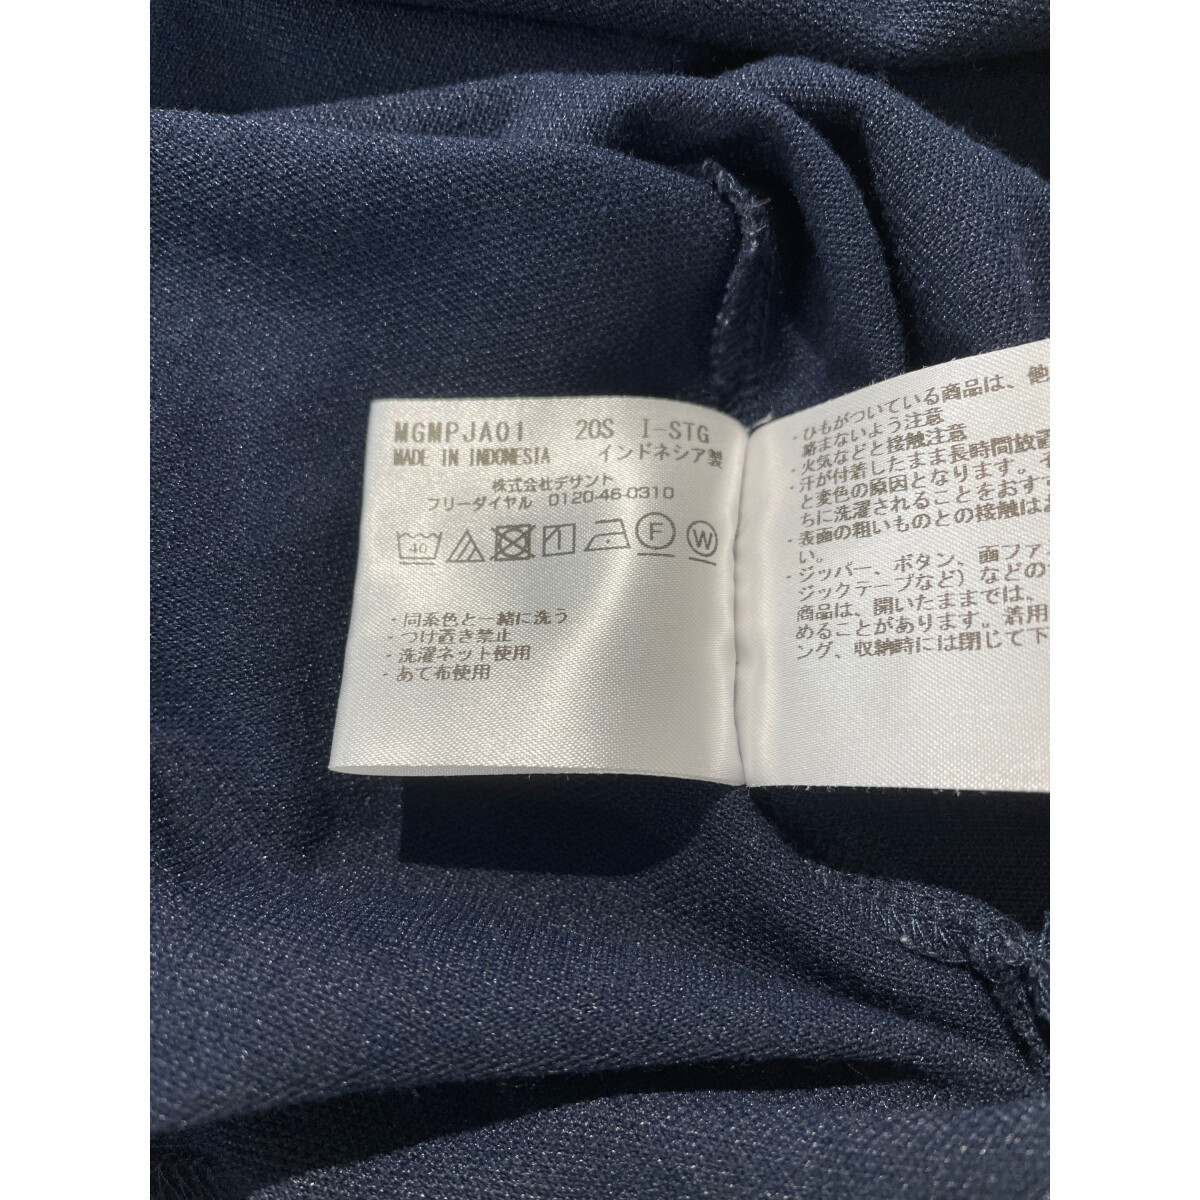 MGMPJA01 20S I-STG
MADE IN INDONESIA インドネシア製
株式会社デサント
フリーダイヤル 0120-46-0310
40 F W
・同系色と一緒に洗う
・つけ置き禁止
・洗濯ネット使用
・あて布使用
・ひもがついている商品は、他
絡まないよう注意
・火気などと接触注意
・汗が付着したまま長時間放置
と変色の原因となります。
ちに洗濯されることをおす
・表面の粗いものとの接触は
い。
・ジッパー、ボタン、面ファ
ジックテープなど）などの
商品は、開いたままでは、
めることがあります。着用
ング、収納時には閉じて下